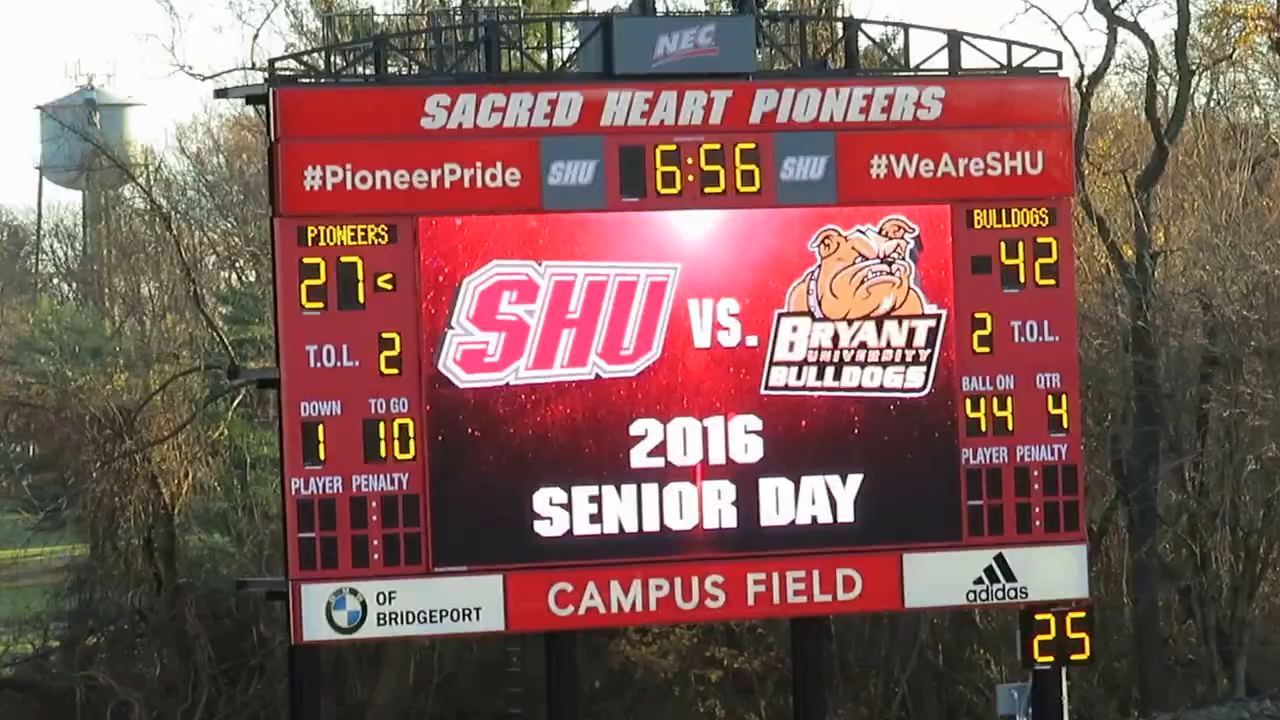 NEC
SACRED HEART PIONEERS
#PioneerPride SHU 6:56 SHU #WeAreSHU
PIONEERS
27 <
T.O.L. 2
DOWN TO GO
1 10
PLAYER PENALTY
SHU VS.
BRYANT
UNIVERSITY
BULLDOGS
2016
SENIOR DAY
BULLDOGS
42
2 T.O.L.
BALL ON QTR
44 4
PLAYER PENALTY
BMW OF
BRIDGEPORT
CAMPUS FIELD
adidas
25